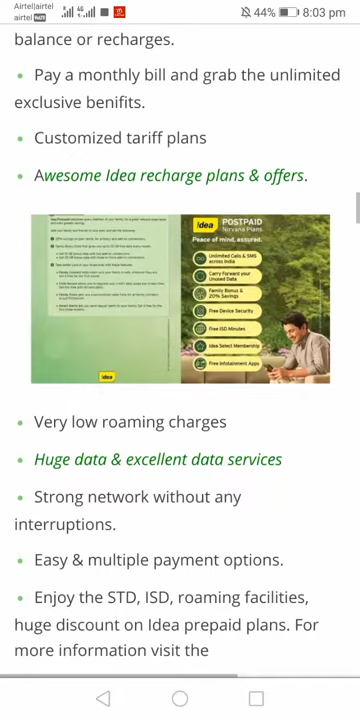 Airtel|airtel
airtel VoLTE
4G
44%
8:03 pm
balance or recharges.
• Pay a monthly bill and grab the unlimited
exclusive benifits.
• Customized tariff plans
• Awesome Idea recharge plans & offers.
idea
POSTPAID
Nirvana Plans
Peace of mind, assured.
Unlimited Calls & SMS
across India
Carry Forward your
Unused Data
Family Bonus &
20% Savings
Free Device Security
Free ISD Minutes
Idea Select Membership
Free Infotainment Apps
idea
• Very low roaming charges
• Huge data & excellent data services
• Strong network without any
interruptions.
• Easy & multiple payment options.
• Enjoy the STD, ISD, roaming facilities,
huge discount on Idea prepaid plans. For
more information visit the